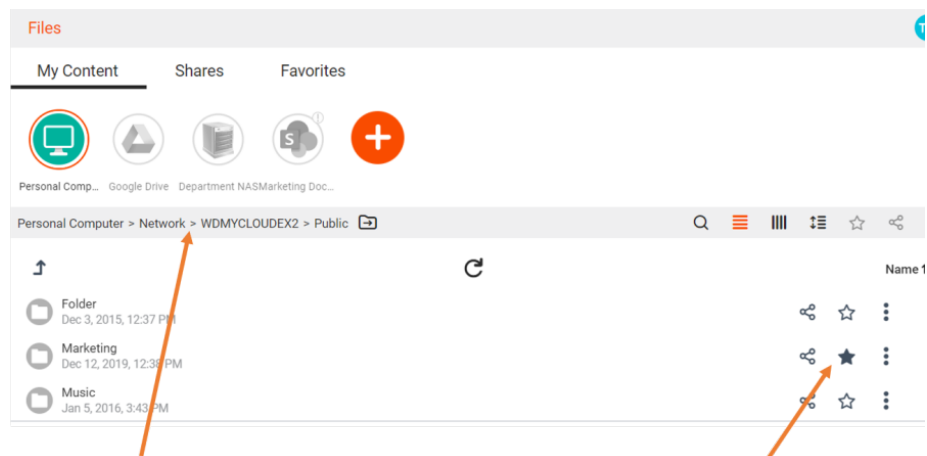 Files
My Content Shares Favorites
Personal Comp... Google Drive Department NAS Marketing Doc...
Personal Computer > Network > WDMYCLOUDEX2 > Public
Name
Folder
Dec 3, 2015, 12:37 PM
Marketing
Dec 12, 2019, 12:38 PM
Music
Jan 5, 2016, 3:43 PM